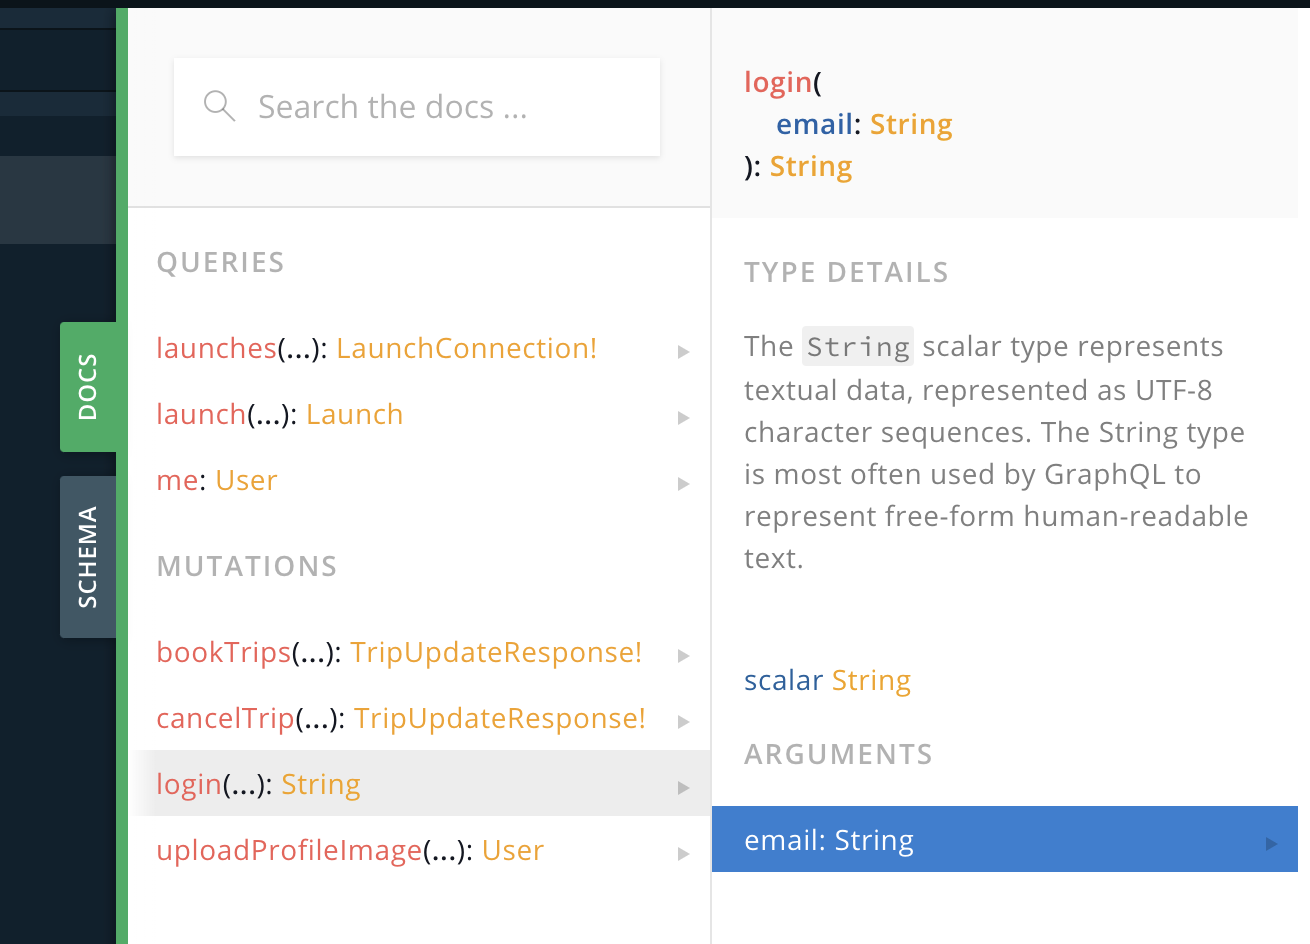 DOCS
SCHEMA
Search the docs ...
QUERIES
launches(...): LaunchConnection!
launch(...): Launch
me: User
MUTATIONS
bookTrips(...): TripUpdateResponse!
cancelTrip(...): TripUpdateResponse!
login(...): String
uploadProfileImage(...): User
login(
email: String
): String
TYPE DETAILS
The String scalar type represents
textual data, represented as UTF-8
character sequences. The String type
is most often used by GraphQL to
represent free-form human-readable
text.
scalar String
ARGUMENTS
email: String